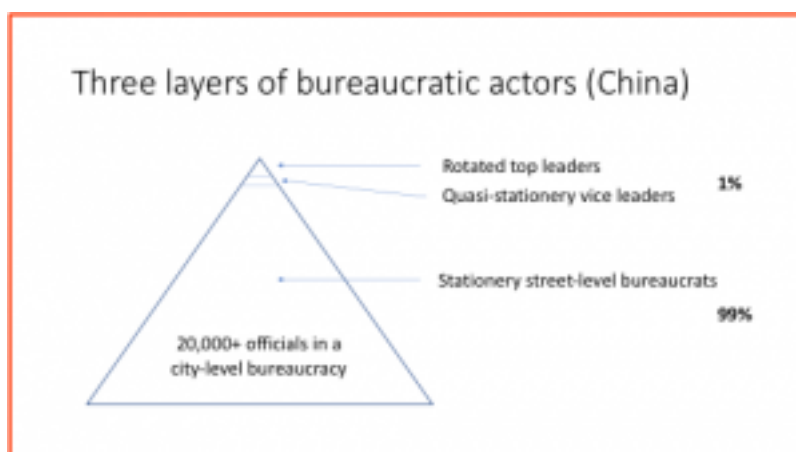 Three layers of bureaucratic actors (China)
Rotated top leaders
1%
Quasi-stationery vice leaders
Stationery street-level bureaucrats
99%
20,000+ officials in a
city-level bureaucracy